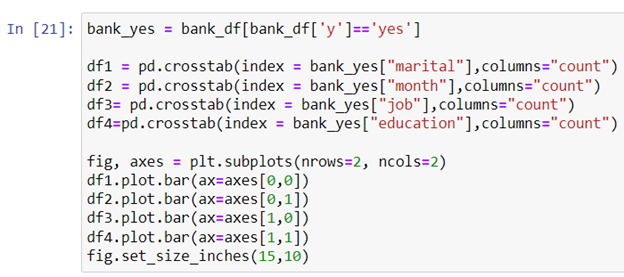 In [21]: bank_yes = bank_df[bank_df['y']=='yes']
df1 = pd.crosstab(index = bank_yes["marital"],columns="count")
df2 = pd.crosstab(index = bank_yes["month"],columns="count")
df3= pd.crosstab(index = bank_yes["job"],columns="count")
df4=pd.crosstab(index = bank_yes["education"],columns="count")
fig, axes = plt.subplots(nrows=2, ncols=2)
df1.plot.bar(ax=axes[0,0])
df2.plot.bar(ax=axes[0,1])
df3.plot.bar(ax=axes[1,0])
df4.plot.bar(ax=axes[1,1])
fig.set_size_inches(15,10)